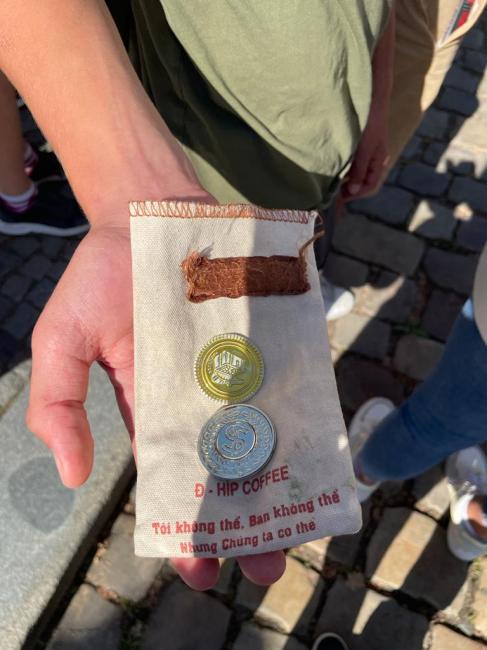 Đ - HIP COFFEE
Tôi không thể. Bạn không thể
Nhưng Chúng ta có thể